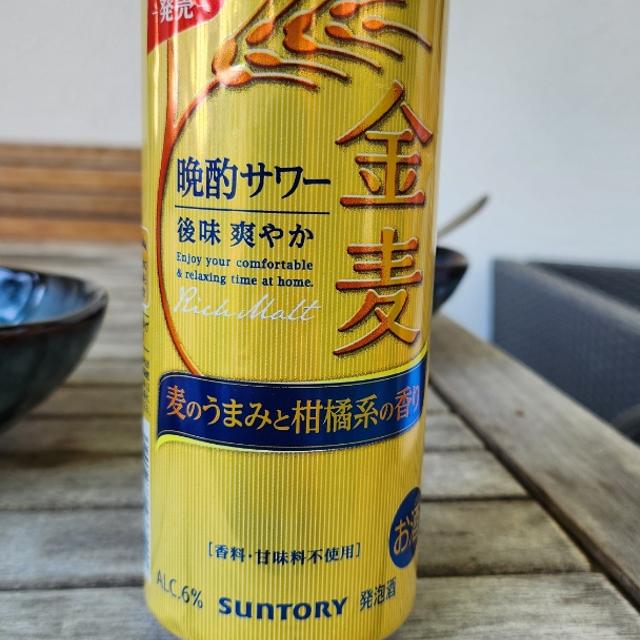 発売
金麦
晩酌サワー
後味 爽やか
Enjoy your comfortable
& relaxing time at home.
Rich Malt
麦のうまみと柑橘系の香り
お酒
[香料・甘味料不使用]
ALC.6% SUNTORY 発泡酒